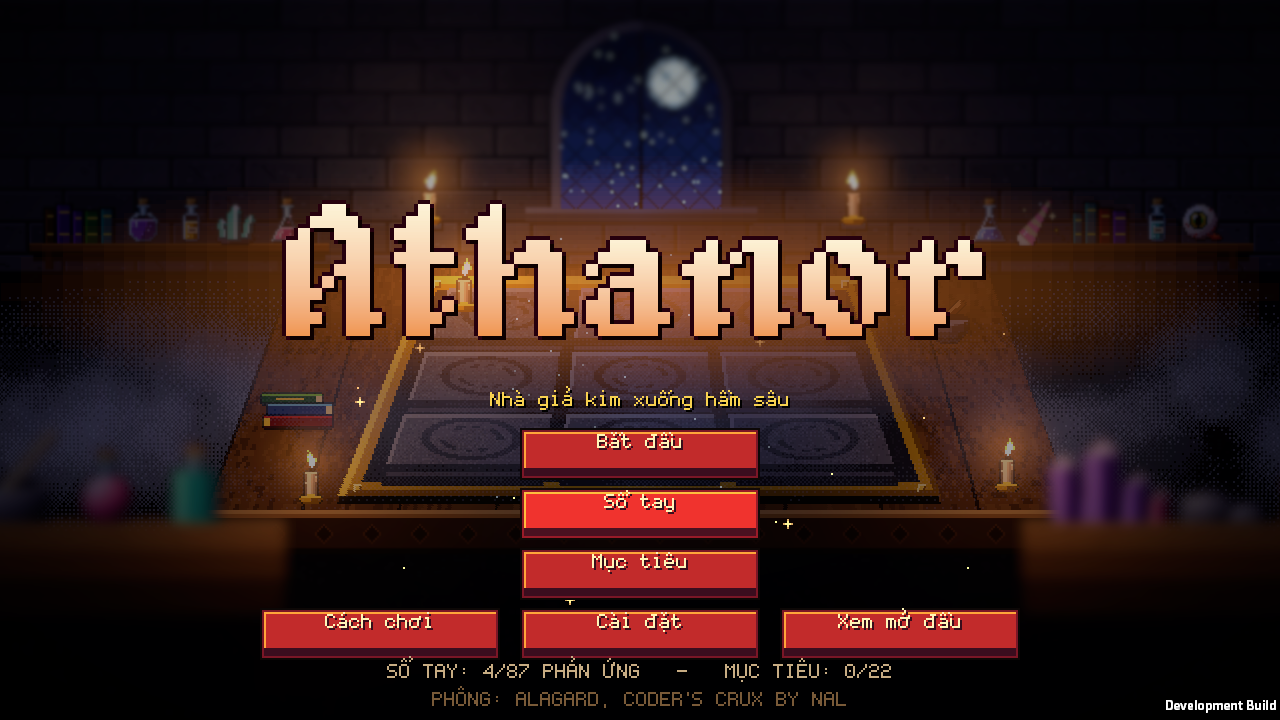 Athanor
Nhà giả kim xuống hầm sâu
Bắt đầu
Sổ tay
Mục tiêu
Cách chơi
Cài đặt
Xem mở đầu
SỔ TAY: 4/87 PHẢN ỨNG – MỤC TIÊU: 0/22
PHÔNG: ALAGARD, CODER'S CRUX BY NAL
Development Build